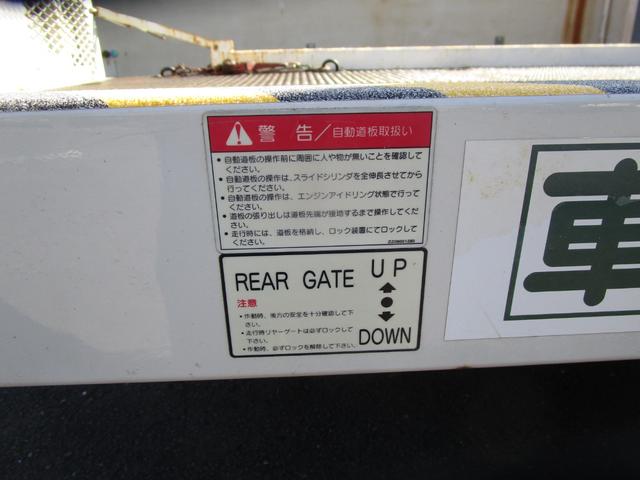 警告/自動道板取扱い
●自動道板の操作前に周囲に人や物が無いことを確認して
ください。
●自動道板の操作は、スライドシリンダを全伸長させてから
行ってください。
●自動道板の操作は、エンジンアイドリング状態で行って
ください。
●道板の張り出しは道板先端が接地するまで操作してくだ
さい。
●走行時には、道板を格納し、ロック装置にてロックして
ください。
REAR GATE UP
注意
●作動時、後方の安全を十分確認して下
さい。
●走行時リヤーゲートは必ずロックして
下さい。
●作動時、必ずロックを解除して下さい。
DOWN
車